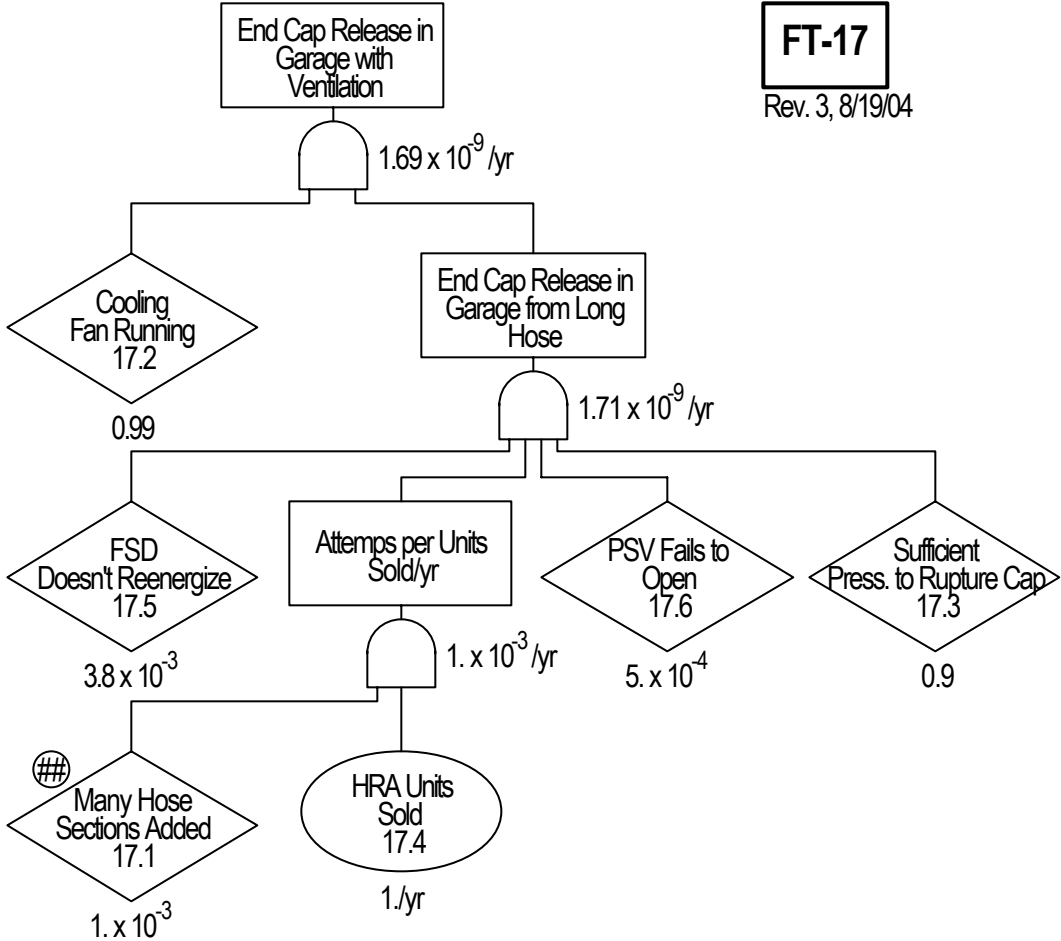 End Cap Release in
Garage with
Ventilation
FT-17
Rev. 3, 8/19/04
1.69 x 10⁻⁹ /yr
Cooling
Fan Running
17.2
0.99
End Cap Release in
Garage from Long
Hose
1.71 x 10⁻⁹ /yr
FSD
Doesn't Reenergize
17.5
3.8 x 10⁻³
Attemps per Units
Sold/yr
1. x 10⁻³ /yr
PSV Fails to
Open
17.6
5. x 10⁻⁴
Sufficient
Press. to Rupture Cap
17.3
0.9
##
Many Hose
Sections Added
17.1
1. x 10⁻³
HRA Units
Sold
17.4
1./yr